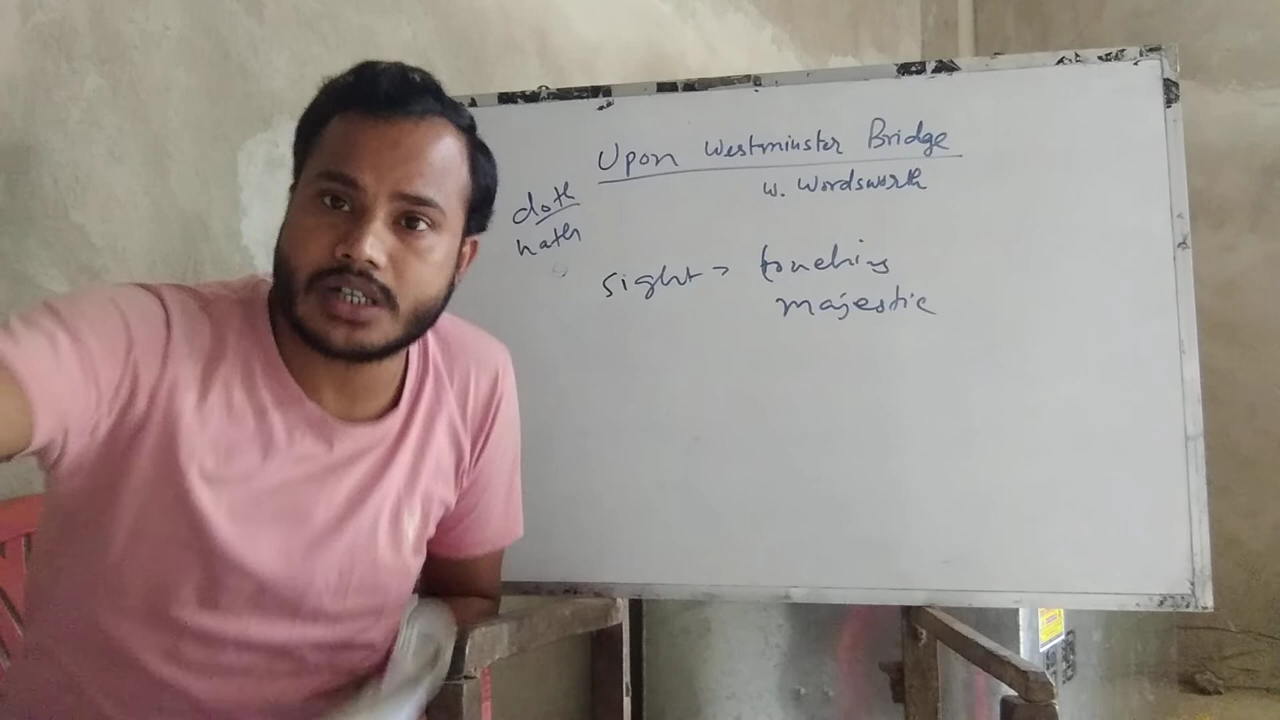 Upon Westminster Bridge
W. Wordsworth
doth
hath
sight > touching
majestic